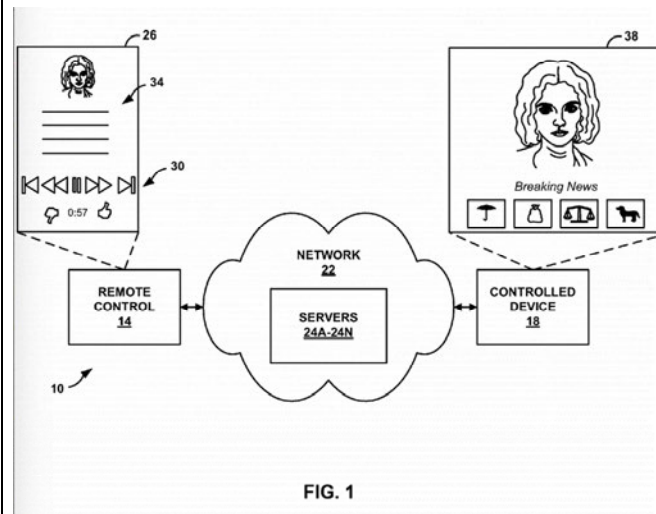 26
38
34
30
0:57
Breaking News
NETWORK
22
REMOTE
CONTROL
14
SERVERS
24A-24N
CONTROLLED
DEVICE
18
10
FIG. 1